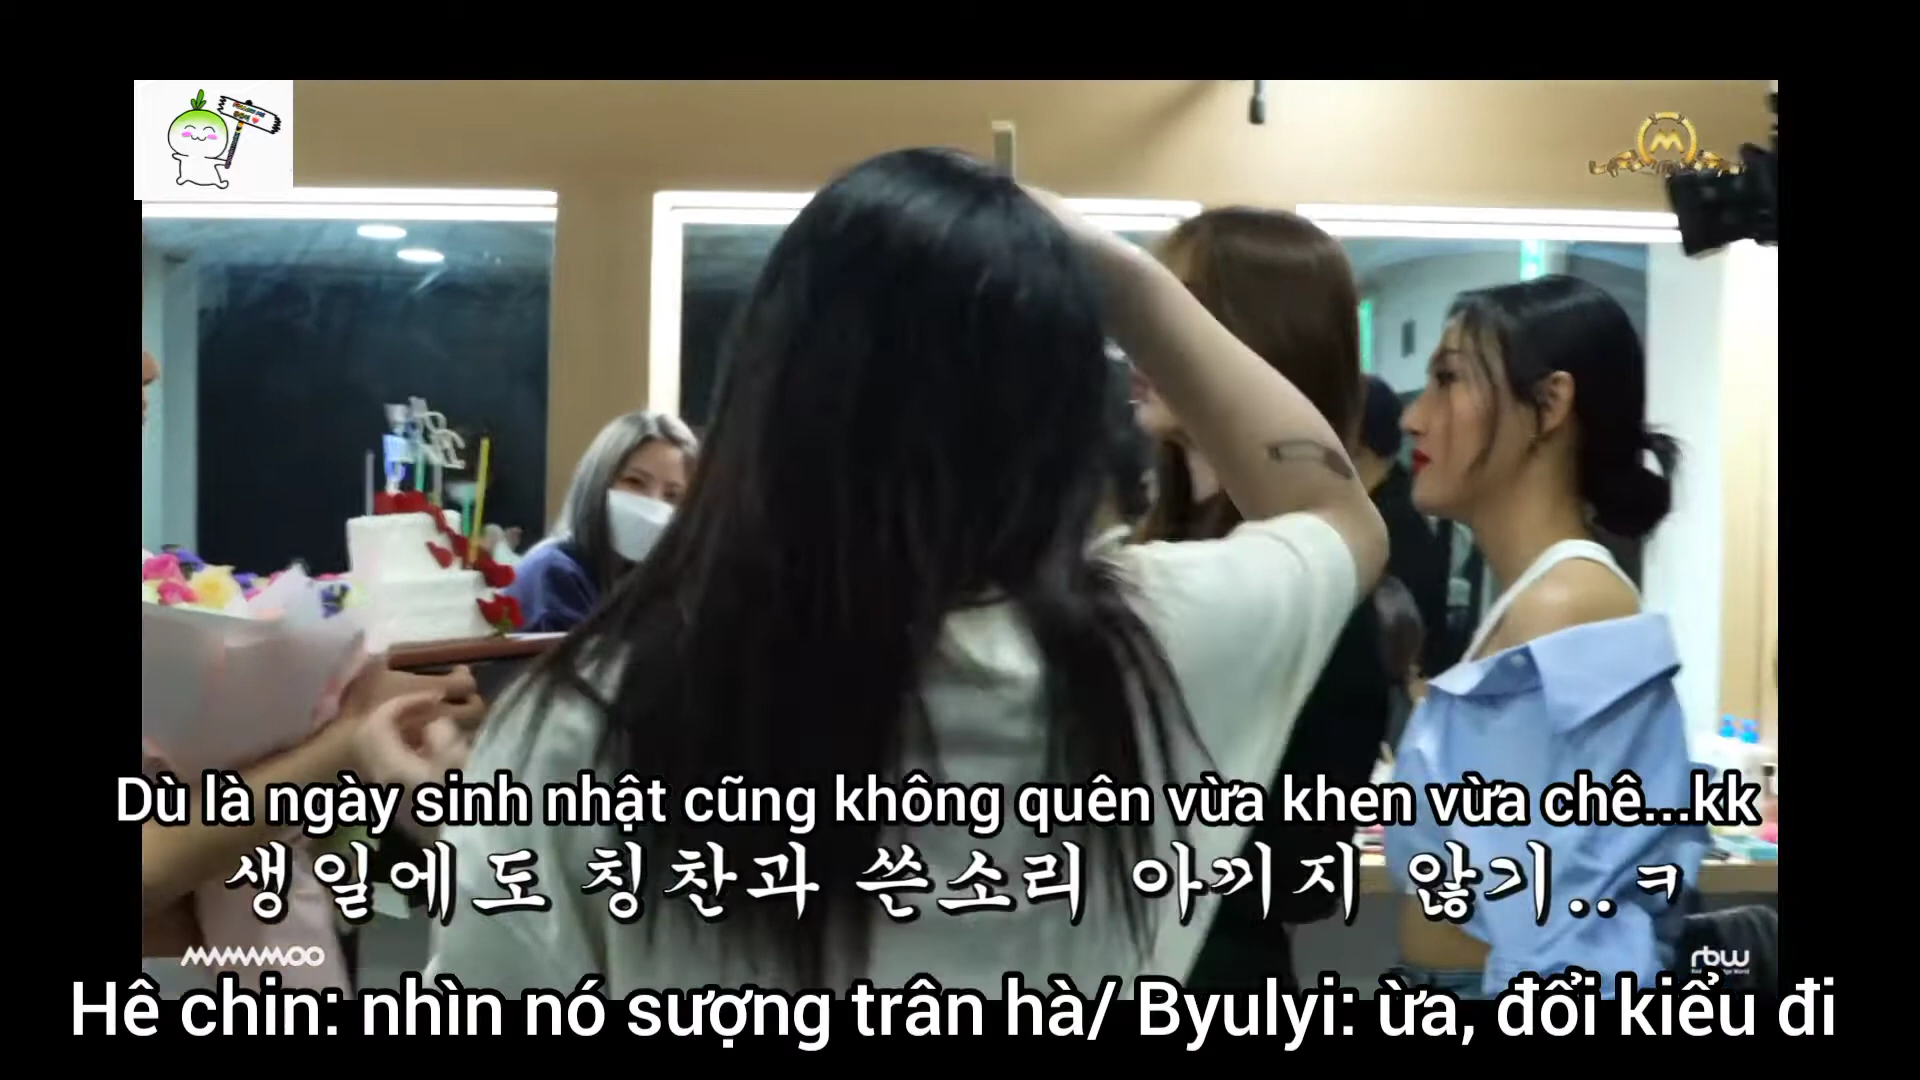 Dù là ngày sinh nhật cũng không quên vừa khen vừa chê...kk
생일에도 칭찬과 쓴소리 아끼지 않기.. ㅋ
MAMAMOO
rbw
Hê chin: nhìn nó sượng trân hà/ Byulyi: ừa, đổi kiểu đi